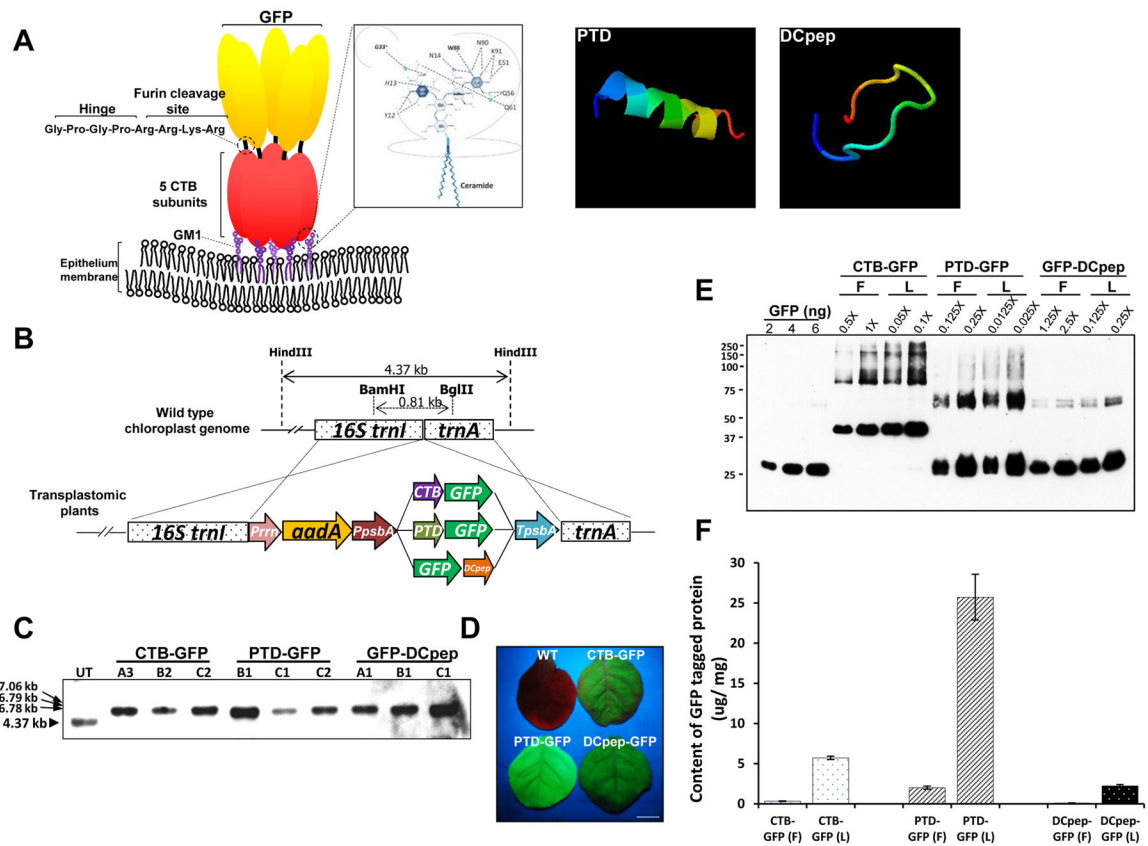 A
GFP
Hinge
Furin cleavage
site
Gly-Pro-Gly-Pro-Arg-Arg-Lys-Arg
5 CTB
subunits
GM1
Epithelium
membrane
G33*
N14
W88
N90
K91
E51
H13
Q56
Q61
Y12
Ceramide
PTD
DCpep
B
HindIII
HindIII
4.37 kb
BamHI
BglII
0.81 kb
Wild type
chloroplast genome
16S trnI
trnA
Transplastomic
plants
CTB
GFP
16S trnI
Prrn
aadA
PpsbA
PTD
GFP
TpsbA
trnA
GFP
DCpep
C
CTB-GFP
PTD-GFP
GFP-DCpep
UT
A3
B2
C2
B1
C1
C2
A1
B1
C1
7.06 kb
6.79 kb
6.78 kb
4.37 kb
D
WT
CTB-GFP
PTD-GFP
DCpep-GFP
E
CTB-GFP
PTD-GFP
GFP-DCpep
F
L
F
L
F
L
GFP (ng)
2
4
6
0.5X
1X
0.05X
0.1X
0.125X
0.25X
0.0125X
0.025X
1.25X
2.5X
0.125X
0.25X
250
150
100
75
50
37
25
F
Content of GFP tagged protein
(ug/ mg)
30
25
20
15
10
5
0
CTB-
GFP (F)
CTB-
GFP (L)
PTD-
GFP (F)
PTD-
GFP (L)
DCpep-
GFP (F)
DCpep-
GFP (L)